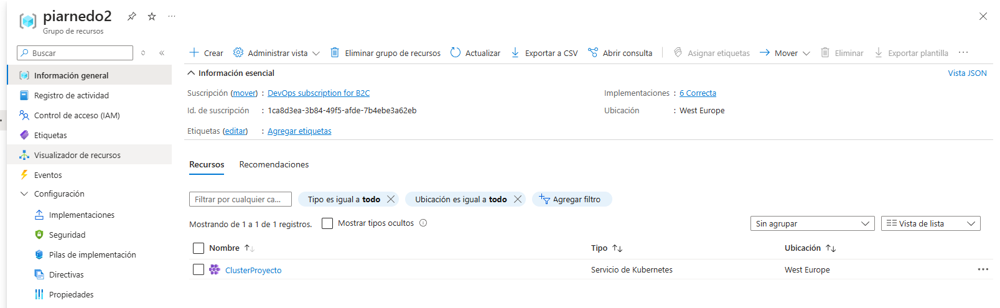 piarnedo2
Grupo de recursos
Buscar
Crear
Administrar vista
Eliminar grupo de recursos
Actualizar
Exportar a CSV
Abrir consulta
Asignar etiquetas
Mover
Eliminar
Exportar plantilla
Información general
Registro de actividad
Control de acceso (IAM)
Etiquetas
Visualizador de recursos
Eventos
Configuración
Implementaciones
Seguridad
Pilas de implementación
Directivas
Propiedades
Información esencial
Vista JSON
Suscripción (mover) : DevOps subscription for B2C
Implementaciones : 6 Correcta
Id. de suscripción : 1ca8d3ea-3b84-49f5-afde-7b4ebe3a62eb
Ubicación : West Europe
Etiquetas (editar) : Agregar etiquetas
Recursos Recomendaciones
Filtrar por cualquier ca...
Tipo es igual a todo
Ubicación es igual a todo
Agregar filtro
Mostrando de 1 a 1 de 1 registros.
Mostrar tipos ocultos
Sin agrupar
Vista de lista
Nombre Tipo Ubicación
ClusterProyecto Servicio de Kubernetes West Europe